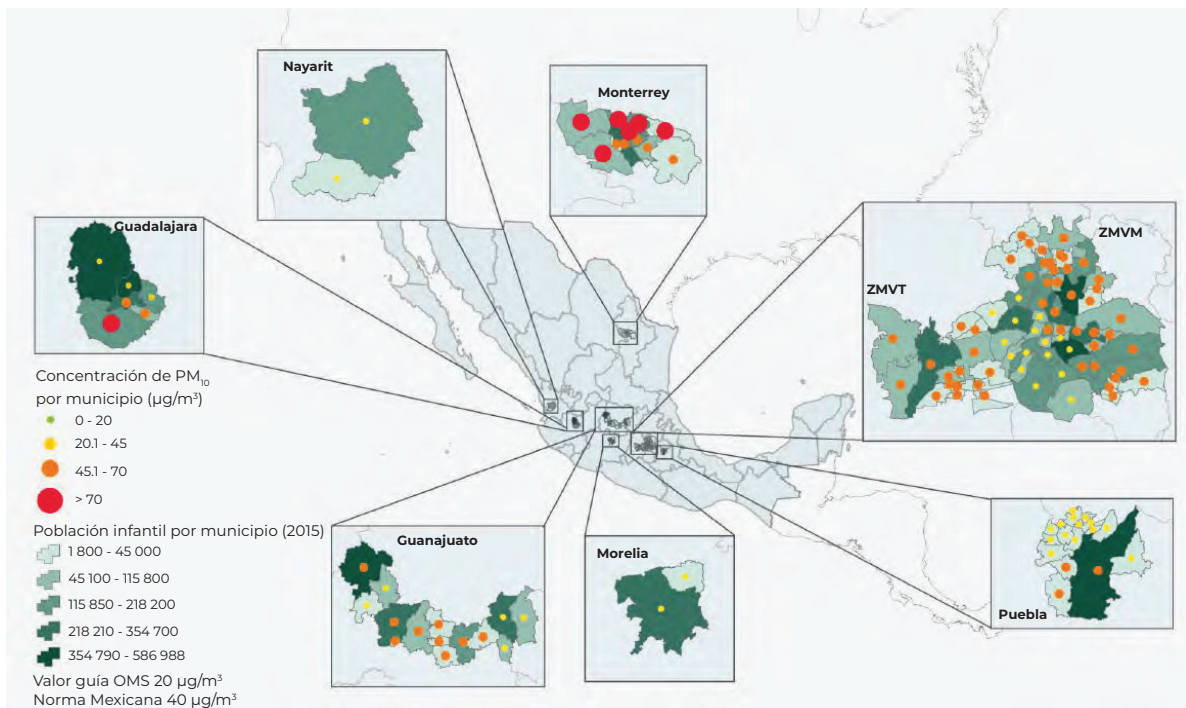 Nayarit
Monterrey
Guadalajara
ZMVM
ZMVT
Concentración de PM₁₀
por municipio (µg/m³)
0 - 20
20.1 - 45
45.1 - 70
> 70
Población infantil por municipio (2015)
1 800 - 45 000
45 100 - 115 800
115 850 - 218 200
218 210 - 354 700
354 790 - 586 988
Valor guía OMS 20 µg/m³
Norma Mexicana 40 µg/m³
Guanajuato
Morelia
Puebla